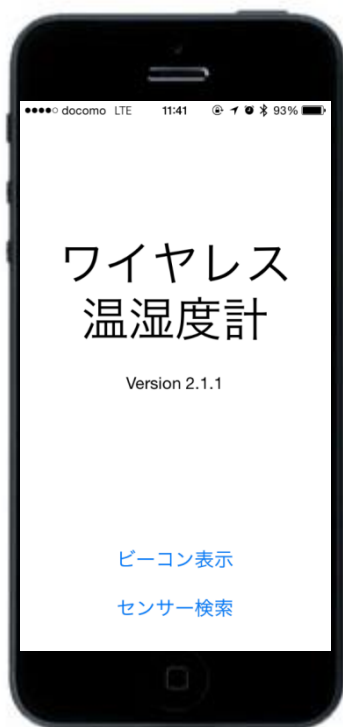 ●●●●○ docomo LTE 11:41 93%
ワイヤレス
温湿度計
Version 2.1.1
ビーコン表示
センサー検索